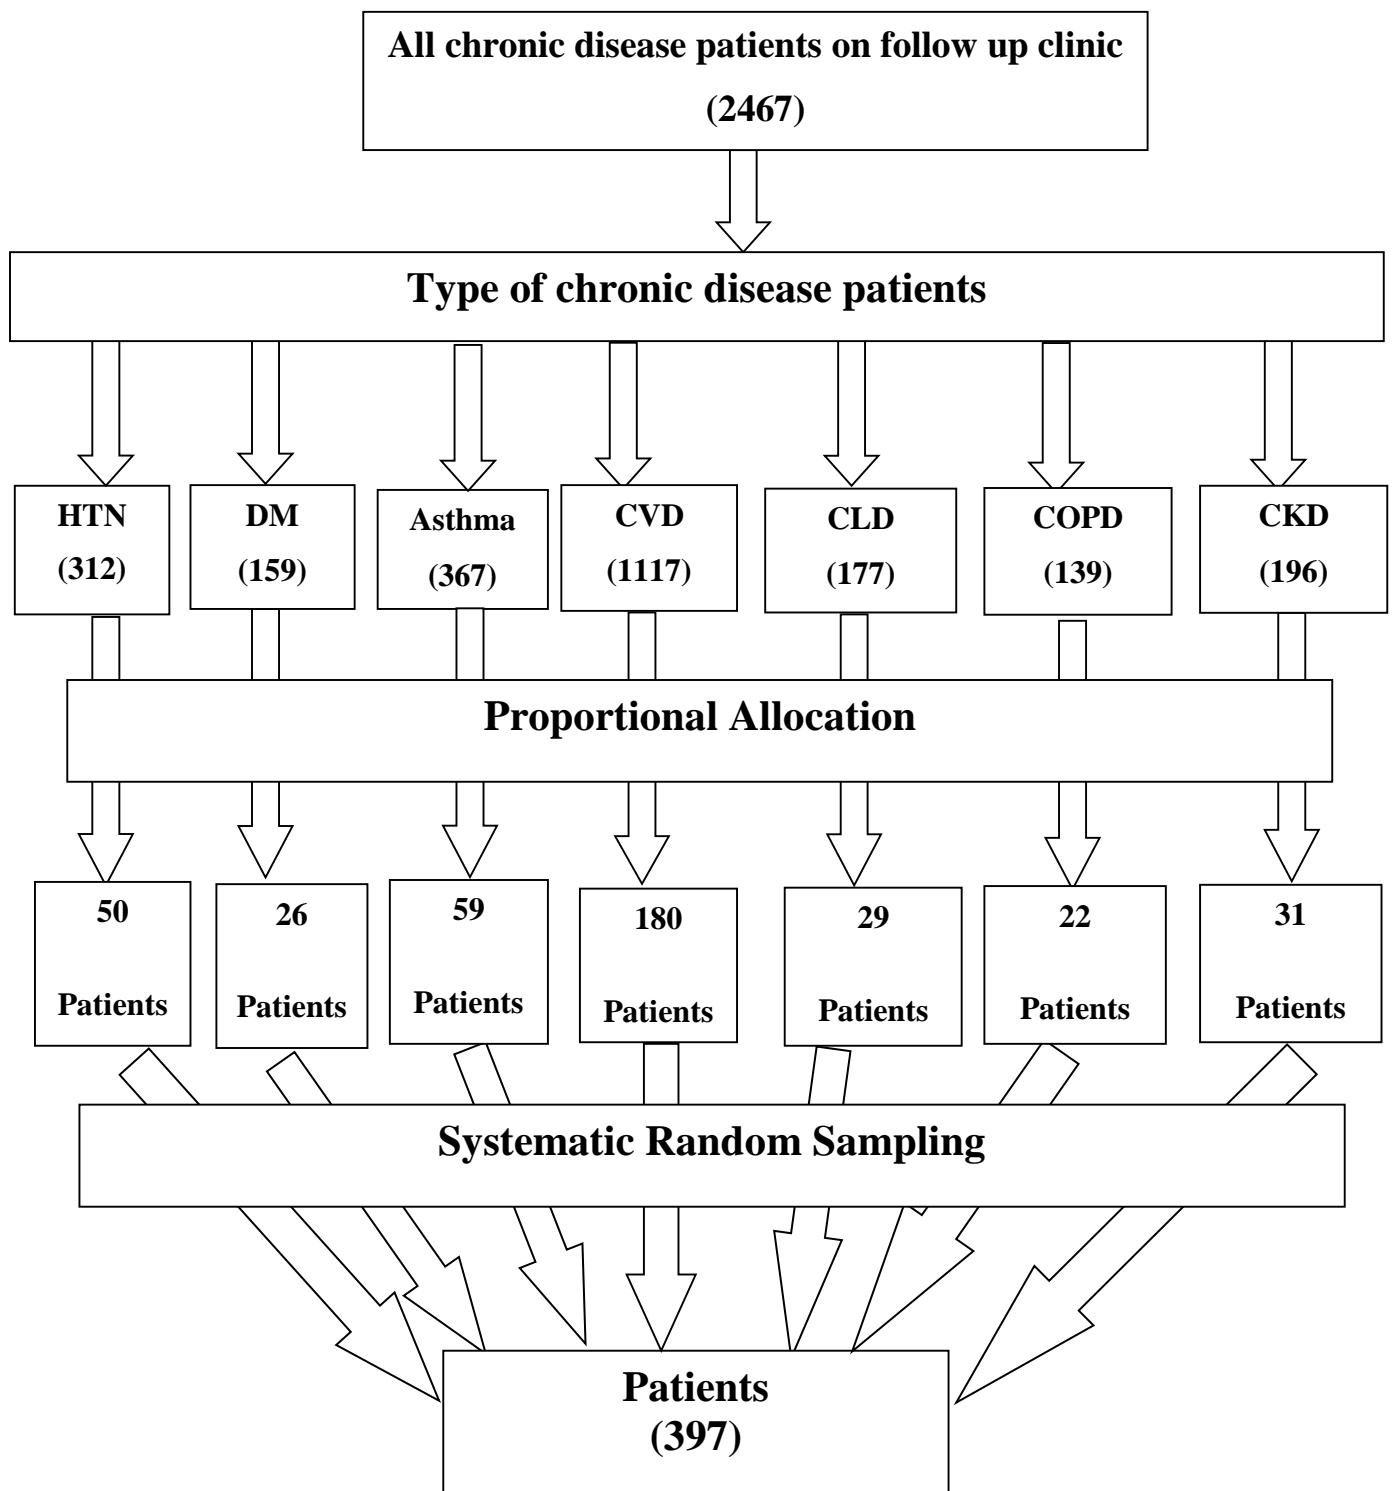 All chronic disease patients on follow up clinic
(2467)
Type of chronic disease patients
HTN
(312)
DM
(159)
Asthma
(367)
CVD
(1117)
CLD
(177)
COPD
(139)
CKD
(196)
Proportional Allocation
50
Patients
26
Patients
59
Patients
180
Patients
29
Patients
22
Patients
31
Patients
Systematic Random Sampling
Patients
(397)